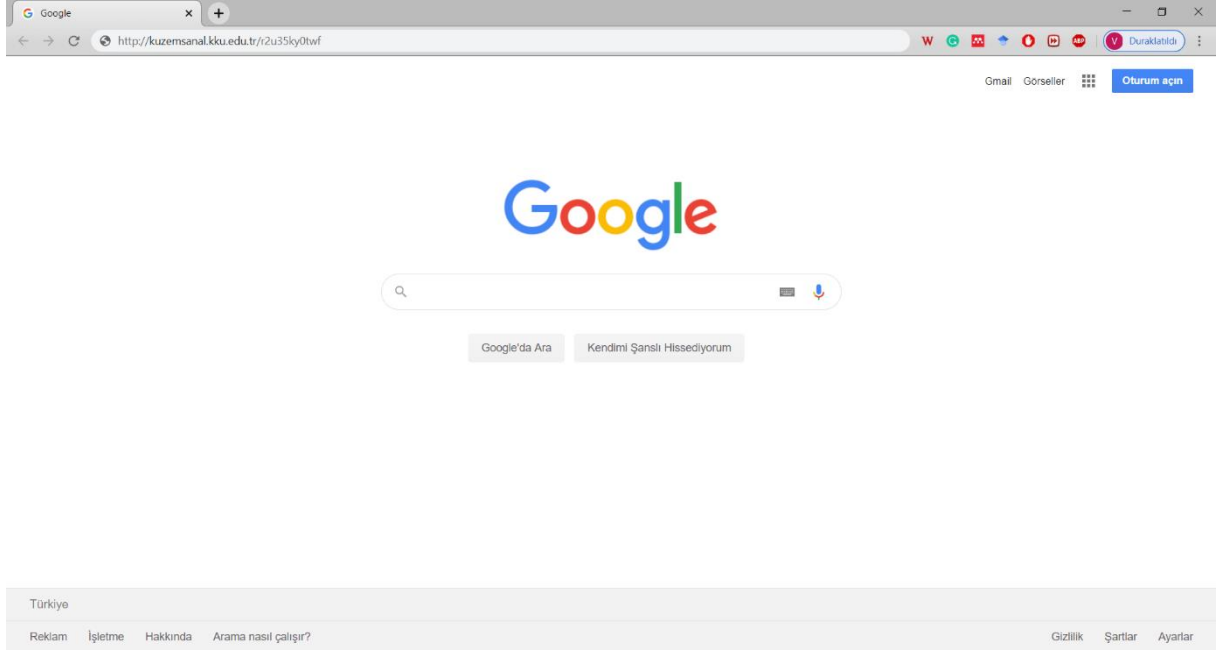 Google
http://kuzemsanal.kku.edu.tr/r2u35ky0twf
W G ABP V Duraklatıldı
Gmail Görseller Oturum açın
Google
Google'da Ara Kendimi Şanslı Hissediyorum
Türkiye
Reklam İşletme Hakkında Arama nasıl çalışır? Gizlilik Şartlar Ayarlar